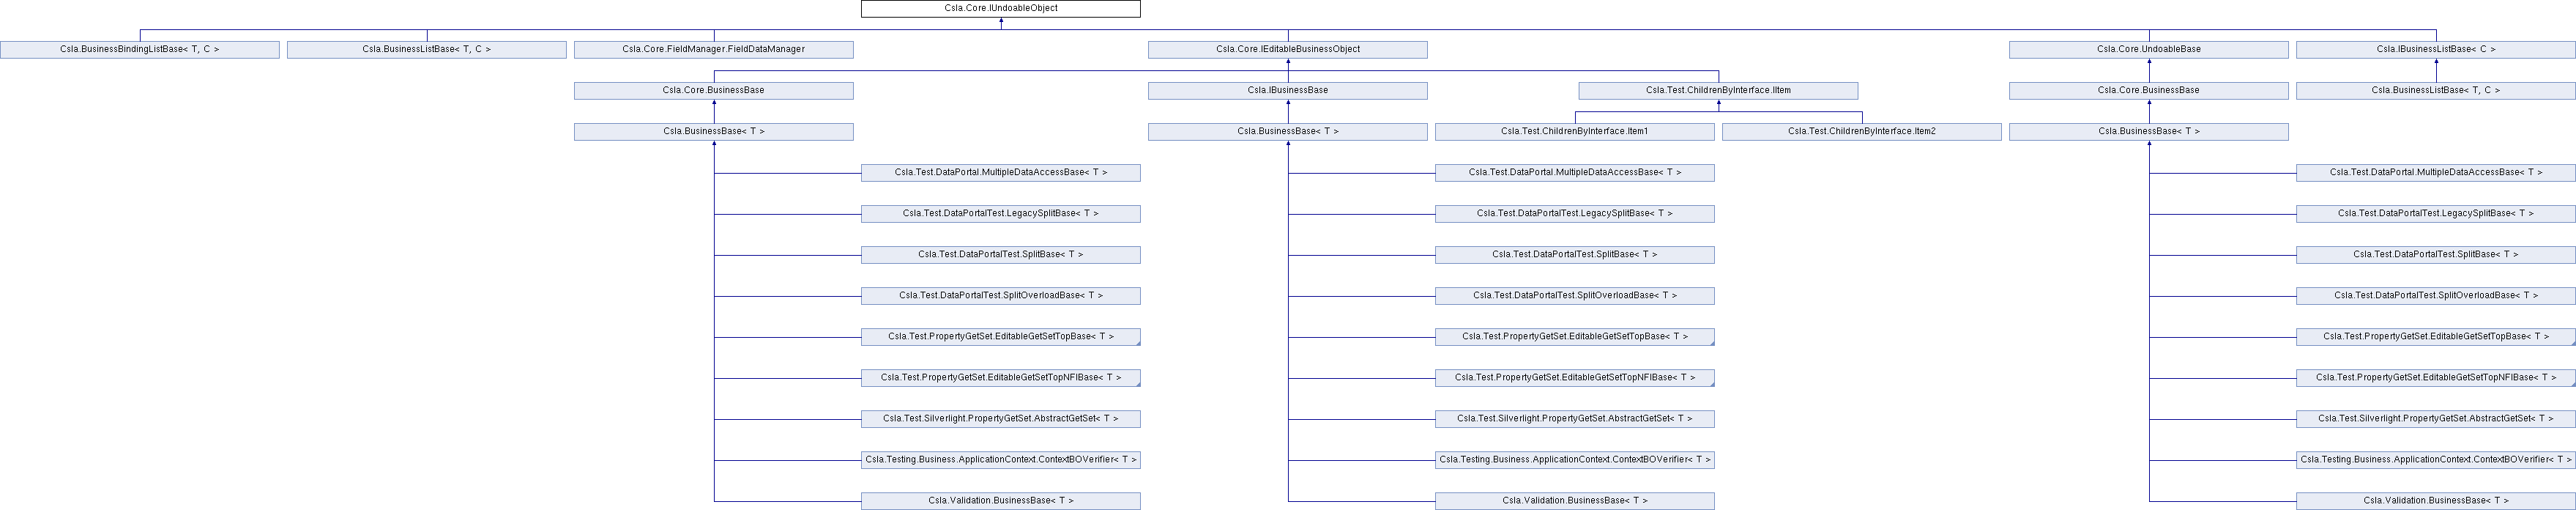 Csla.Core.IUndoableObject
Csla.BusinessBindingListBase< T, C > Csla.BusinessListBase< T, C > Csla.Core.FieldManager.FieldDataManager Csla.Core.IEditableBusinessObject Csla.Core.UndoableBase Csla.IBusinessListBase< C >
Csla.Core.BusinessBase Csla.IBusinessBase Csla.Test.ChildrenByInterface.IItem Csla.Core.BusinessBase Csla.BusinessListBase< T, C >
Csla.BusinessBase< T > Csla.BusinessBase< T > Csla.Test.ChildrenByInterface.Item1 Csla.Test.ChildrenByInterface.Item2 Csla.BusinessBase< T >
Csla.Test.DataPortal.MultipleDataAccessBase< T > Csla.Test.DataPortal.MultipleDataAccessBase< T > Csla.Test.DataPortal.MultipleDataAccessBase< T >
Csla.Test.DataPortalTest.LegacySplitBase< T > Csla.Test.DataPortalTest.LegacySplitBase< T > Csla.Test.DataPortalTest.LegacySplitBase< T >
Csla.Test.DataPortalTest.SplitBase< T > Csla.Test.DataPortalTest.SplitBase< T > Csla.Test.DataPortalTest.SplitBase< T >
Csla.Test.DataPortalTest.SplitOverloadBase< T > Csla.Test.DataPortalTest.SplitOverloadBase< T > Csla.Test.DataPortalTest.SplitOverloadBase< T >
Csla.Test.PropertyGetSet.EditableGetSetTopBase< T > Csla.Test.PropertyGetSet.EditableGetSetTopBase< T > Csla.Test.PropertyGetSet.EditableGetSetTopBase< T >
Csla.Test.PropertyGetSet.EditableGetSetTopNFIBase< T > Csla.Test.PropertyGetSet.EditableGetSetTopNFIBase< T > Csla.Test.PropertyGetSet.EditableGetSetTopNFIBase< T >
Csla.Test.Silverlight.PropertyGetSet.AbstractGetSet< T > Csla.Test.Silverlight.PropertyGetSet.AbstractGetSet< T > Csla.Test.Silverlight.PropertyGetSet.AbstractGetSet< T >
Csla.Testing.Business.ApplicationContext.ContextBOVerifier< T > Csla.Testing.Business.ApplicationContext.ContextBOVerifier< T > Csla.Testing.Business.ApplicationContext.ContextBOVerifier< T >
Csla.Validation.BusinessBase< T > Csla.Validation.BusinessBase< T > Csla.Validation.BusinessBase< T >